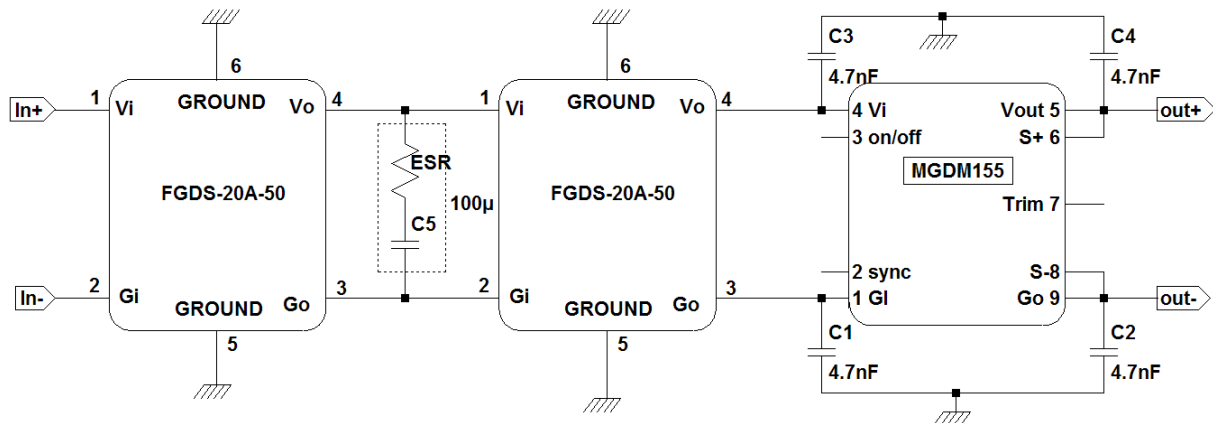 In+
In-
6
1 Vi
GROUND
Vo 4
FGDS-20A-50
2 Gi
GROUND
Go 3
5
ESR
100µ
C5
6
1 Vi
GROUND
Vo 4
FGDS-20A-50
2 Gi
GROUND
Go 3
5
C3
4.7nF
C4
4.7nF
4 Vi
3 on/off
MGDM155
2 sync
1 GI
Vout 5
S+ 6
Trim 7
S-8
Go 9
C1
4.7nF
C2
4.7nF
out+
out-